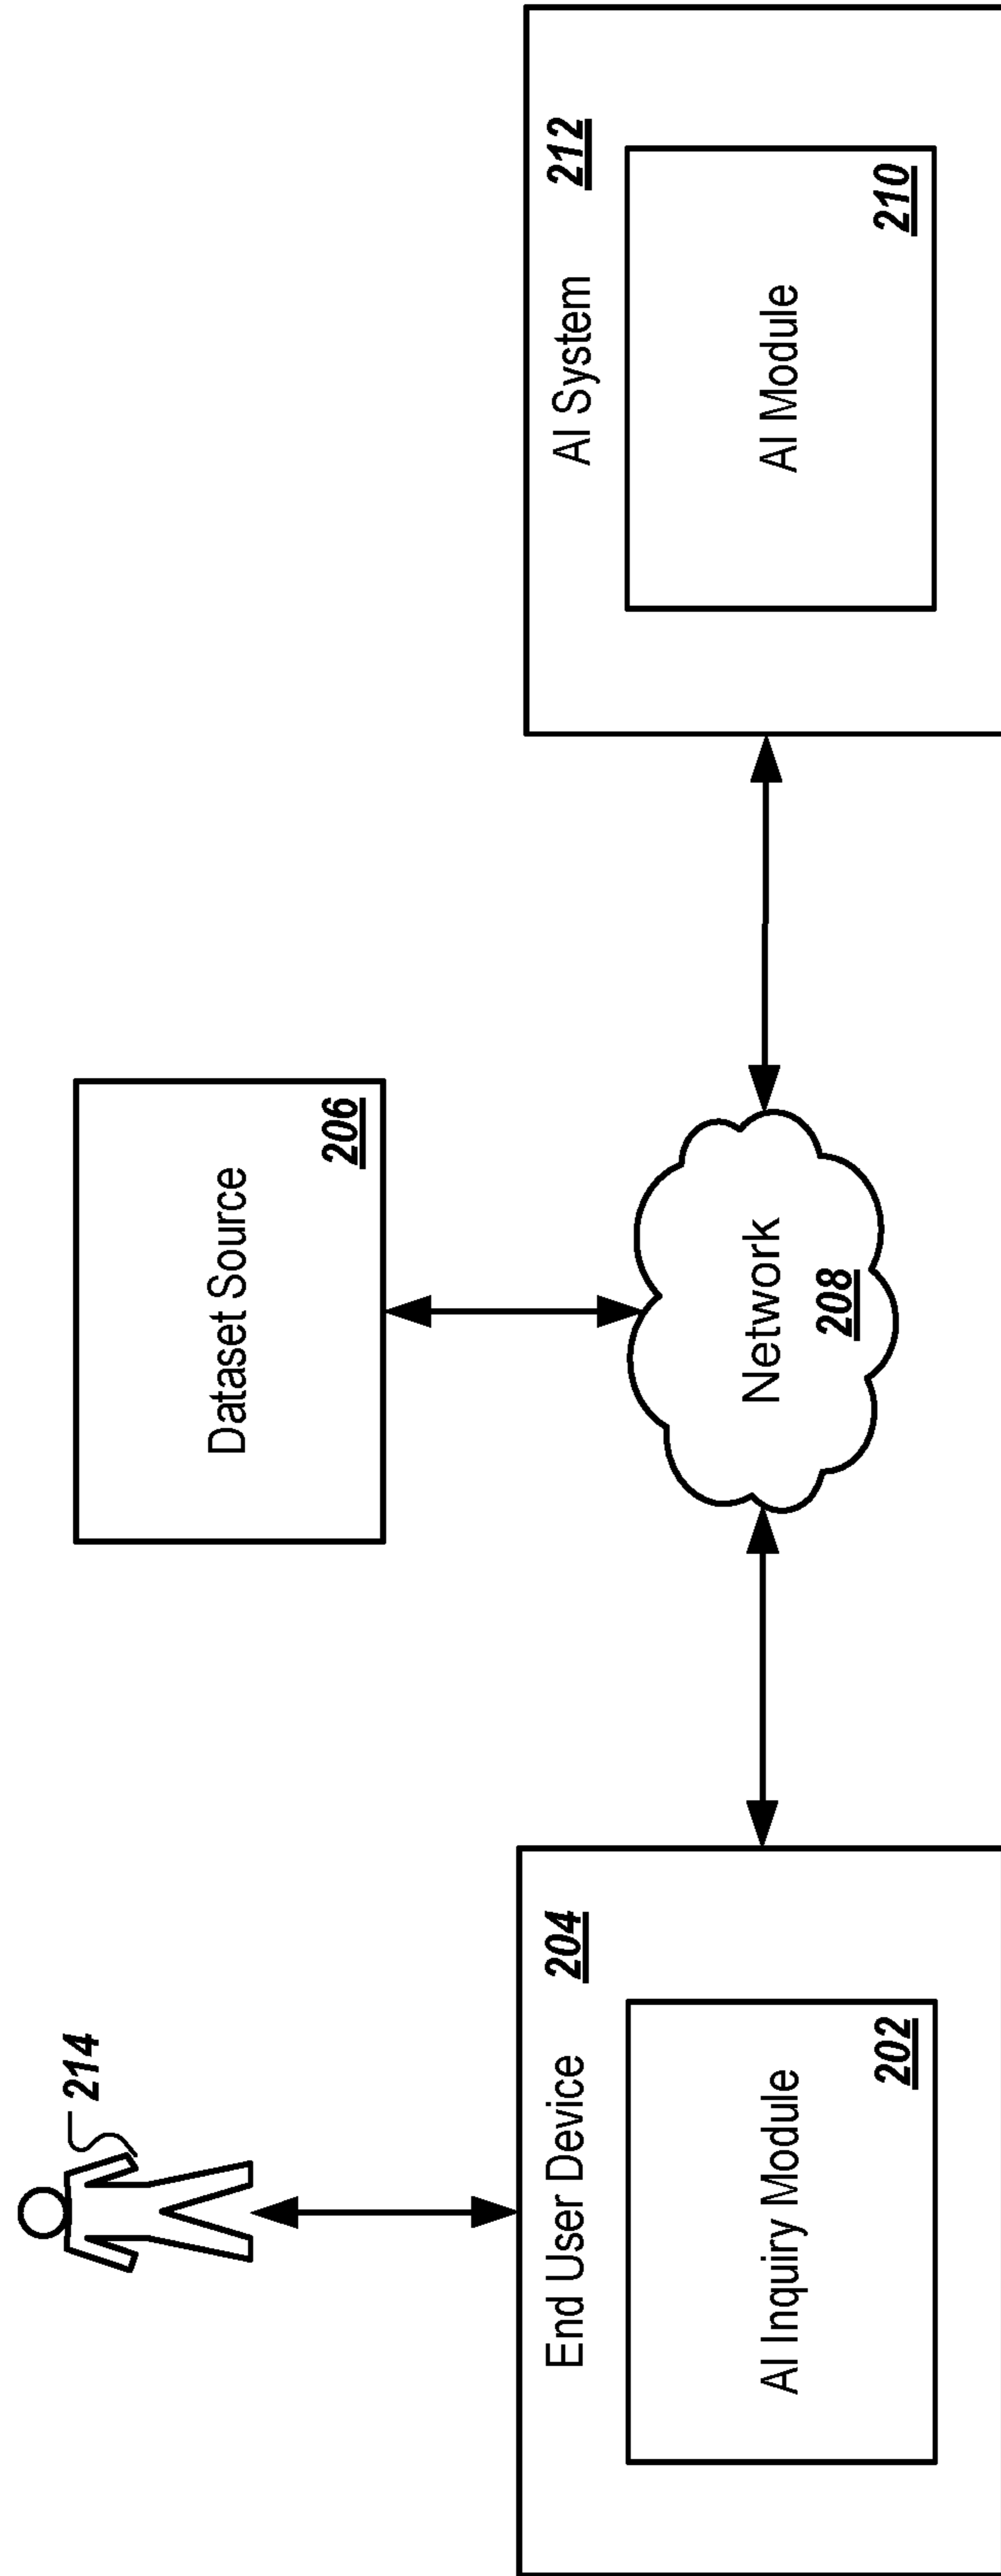 214
End User Device 204
AI Inquiry Module
202
Dataset Source
206
Network
208
AI System 212
AI Module
210